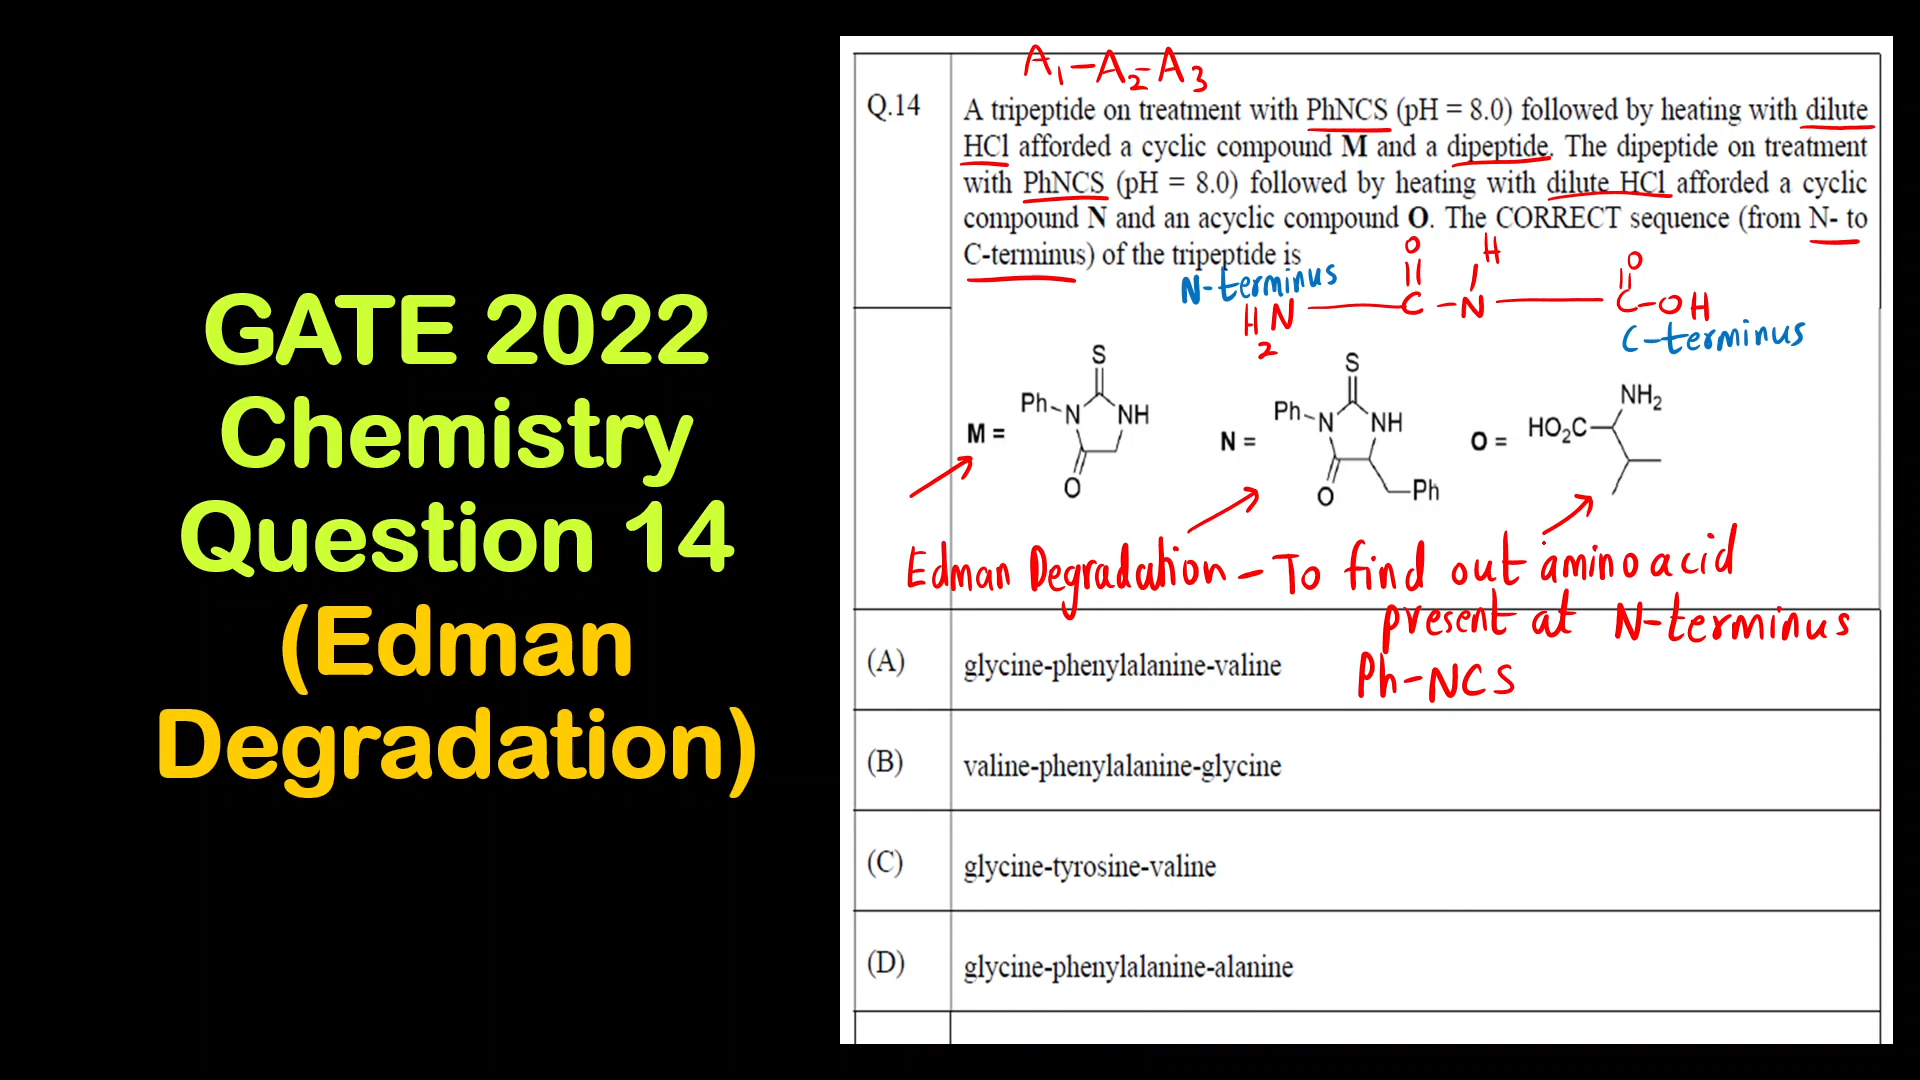 GATE 2022
Chemistry
Question 14
(Edman
Degradation)
A1-A2-A3
Q.14
A tripeptide on treatment with PhNCS (pH = 8.0) followed by heating with dilute
HCl afforded a cyclic compound M and a dipeptide. The dipeptide on treatment
with PhNCS (pH = 8.0) followed by heating with dilute HCl afforded a cyclic
compound N and an acyclic compound O. The CORRECT sequence (from N- to
C-terminus) of the tripeptide is
N-terminus
O H O
H2N C-N C-OH
C-terminus
M =
S
Ph-N NH
O
N =
S
Ph-N NH
O
Ph
O =
NH2
HO2C
Edman Degradation - To find out amino acid
present at N-terminus
Ph-NCS
(A) glycine-phenylalanine-valine
(B) valine-phenylalanine-glycine
(C) glycine-tyrosine-valine
(D) glycine-phenylalanine-alanine